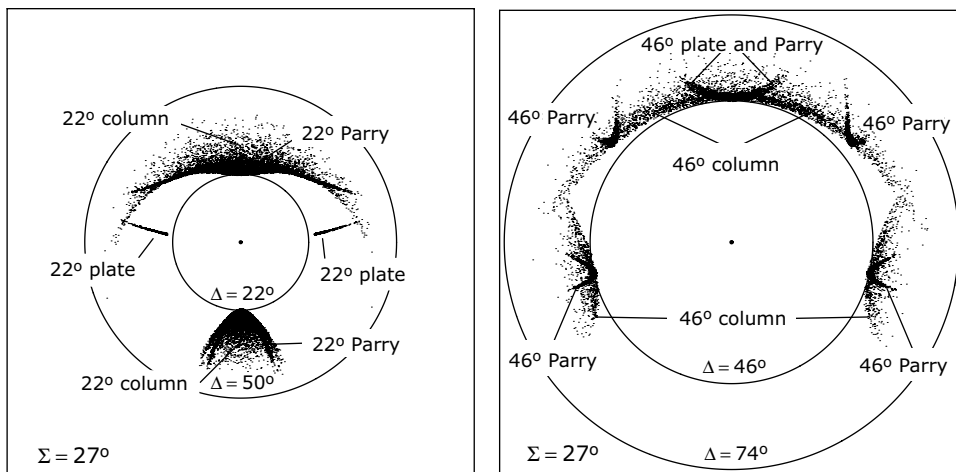 22º column
22º Parry
22º plate
22º plate
Δ = 22º
22º Parry
22º column
Δ = 50º
Σ = 27º
46º plate and Parry
46º Parry
46º Parry
46º column
46º column
46º Parry
46º Parry
Δ = 46º
Σ = 27º
Δ = 74º